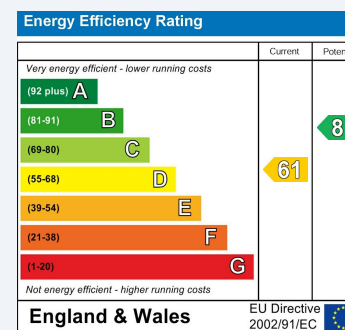 Energy Efficiency Rating
Current
Very energy efficient - lower running costs
(92 plus) A
(81-91) B
8
(69-80) C
(55-68) D
61
(39-54) E
(21-38) F
(1-20) G
Not energy efficient - higher running costs
England & Wales
EU Directive
2002/91/EC